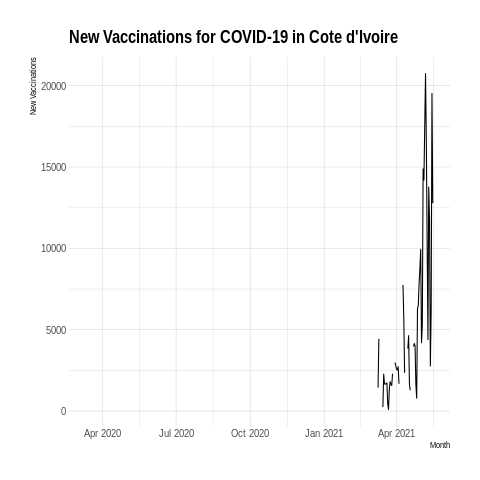 New Vaccinations for COVID-19 in Cote d'Ivoire
New Vaccinations
20000
15000
10000
5000
0
Apr 2020 Jul 2020 Oct 2020 Jan 2021 Apr 2021
Month